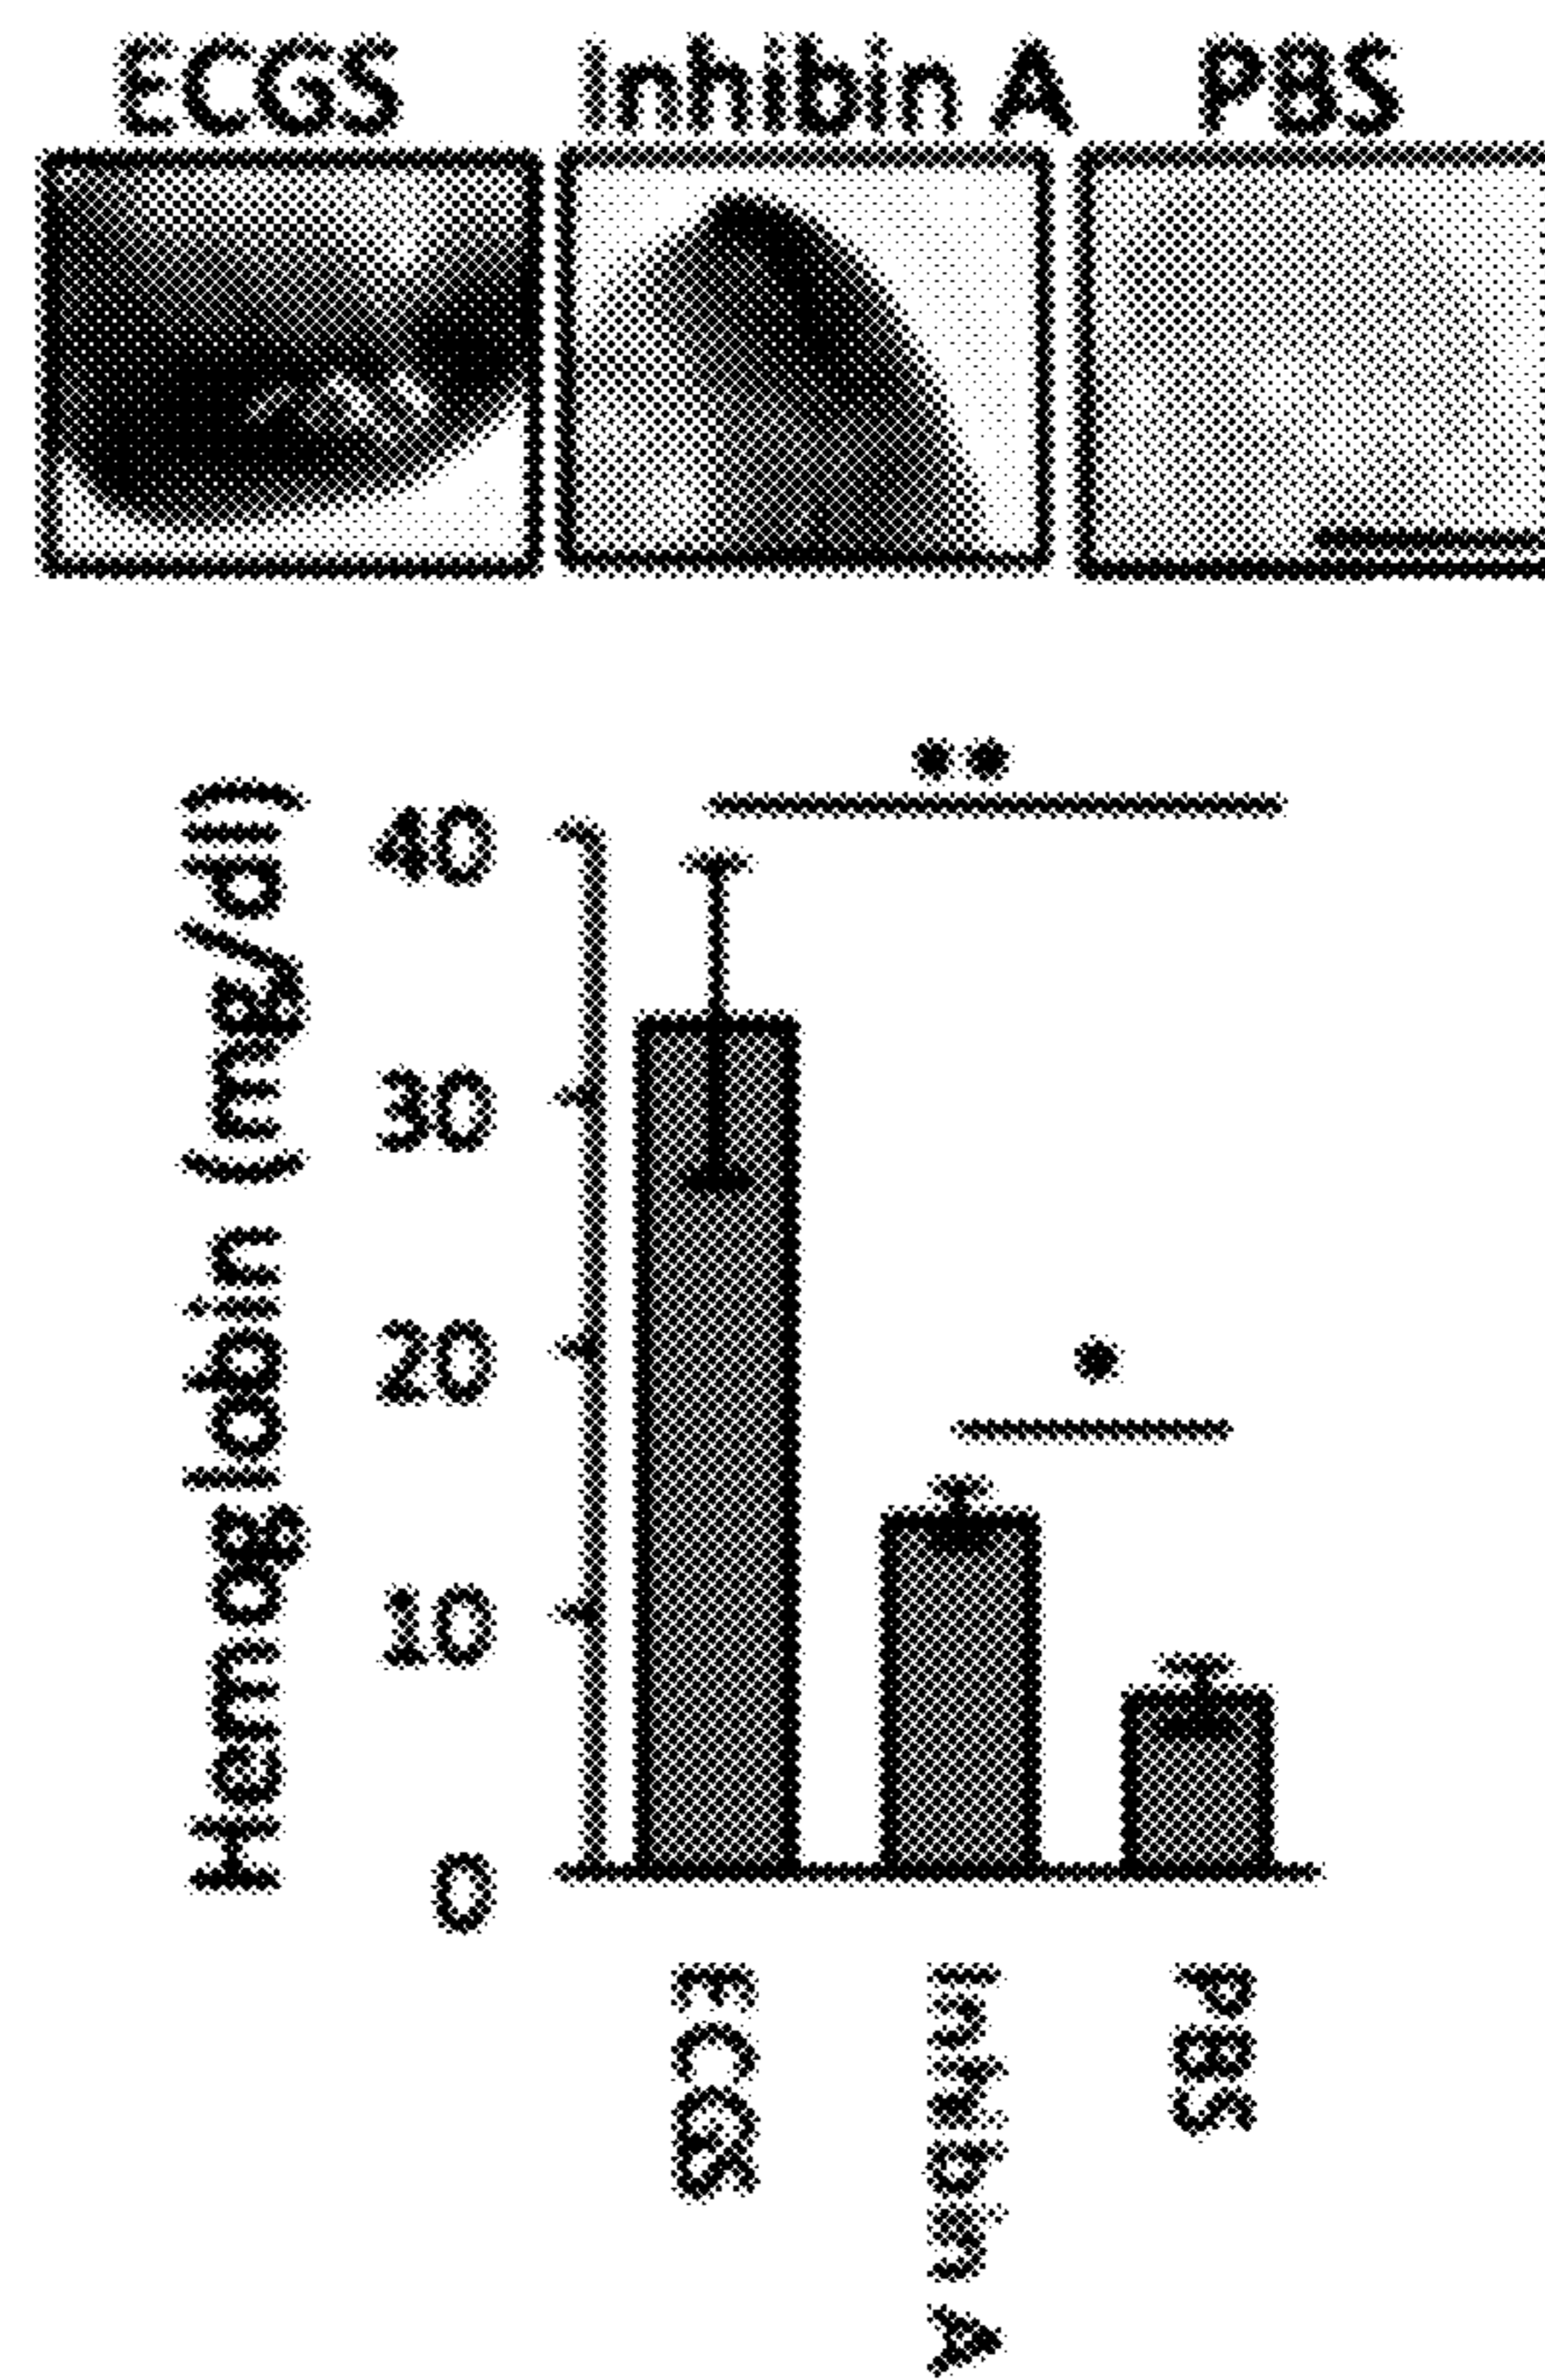 ECGS Inhibin A PBS
**
Hemoglobin (mg/dl)
40
30
20
*
10
0
ECGS
Inhibin A
PBS